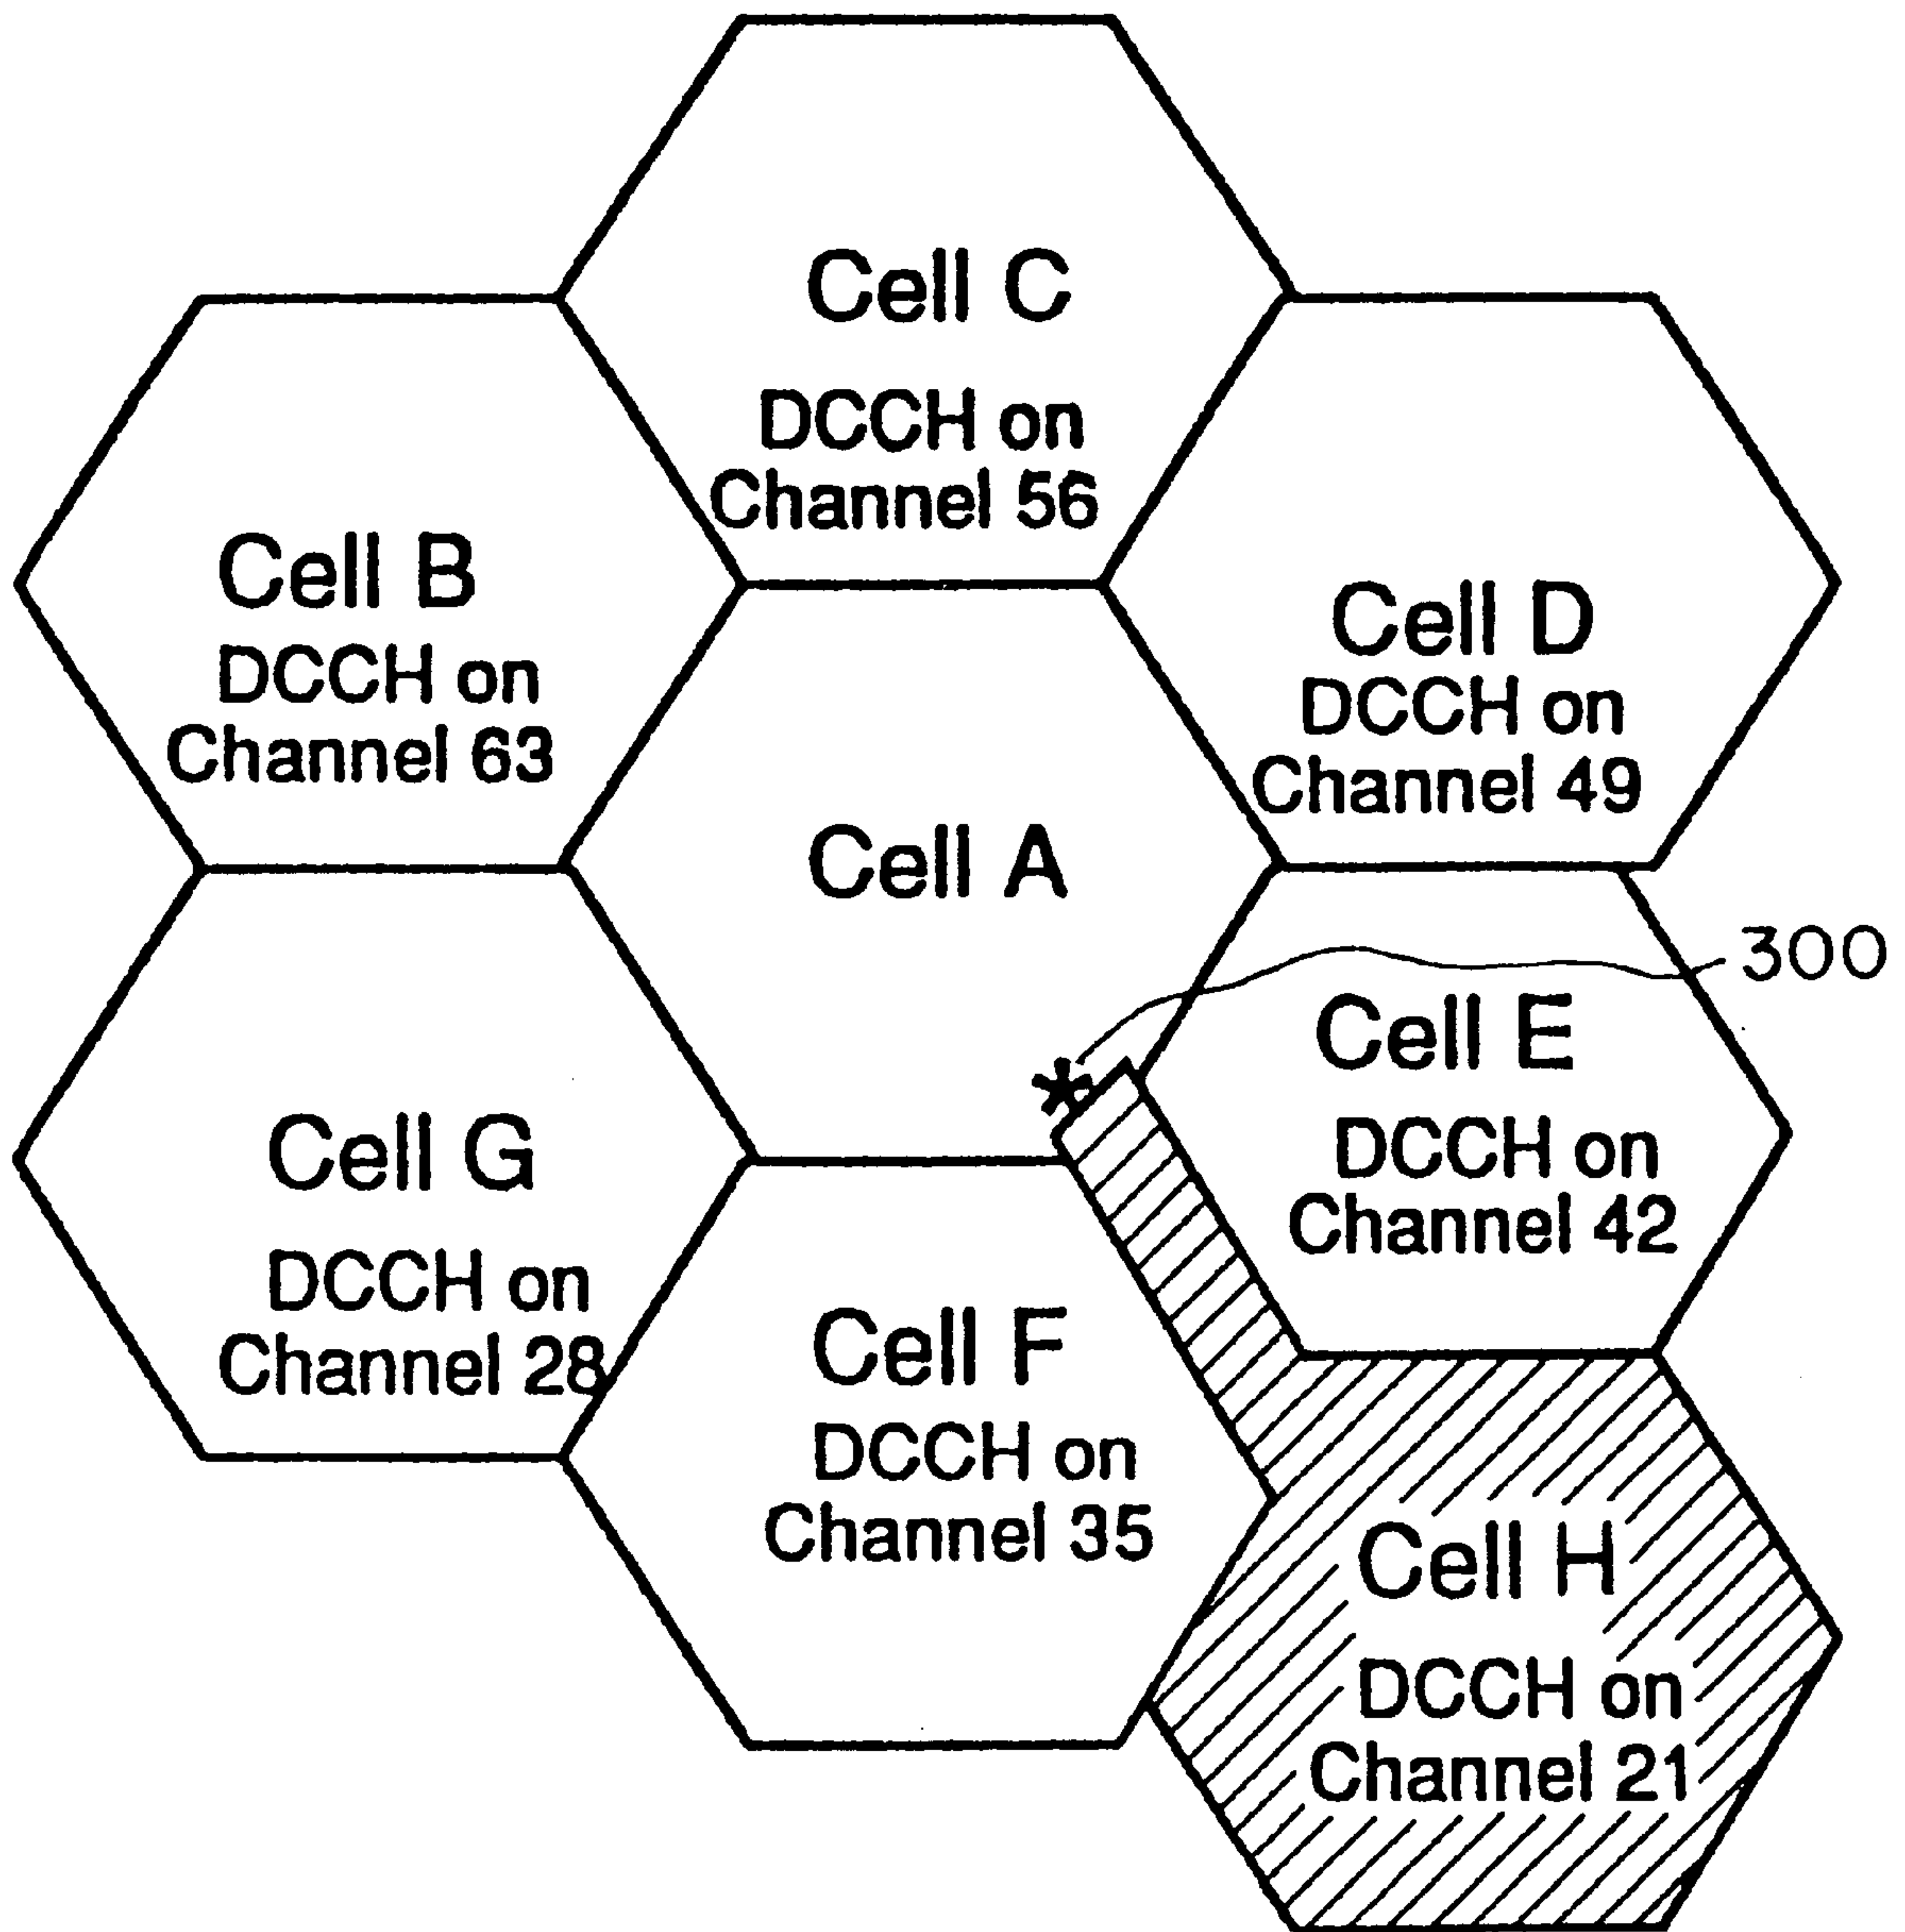 Cell C
DCCH on
Channel 56
Cell B
DCCH on
Channel 63
Cell D
DCCH on
Channel 49
Cell A
300
Cell E
DCCH on
Channel 42
Cell G
DCCH on
Channel 28
Cell F
DCCH on
Channel 35
Cell H
DCCH on
Channel 21